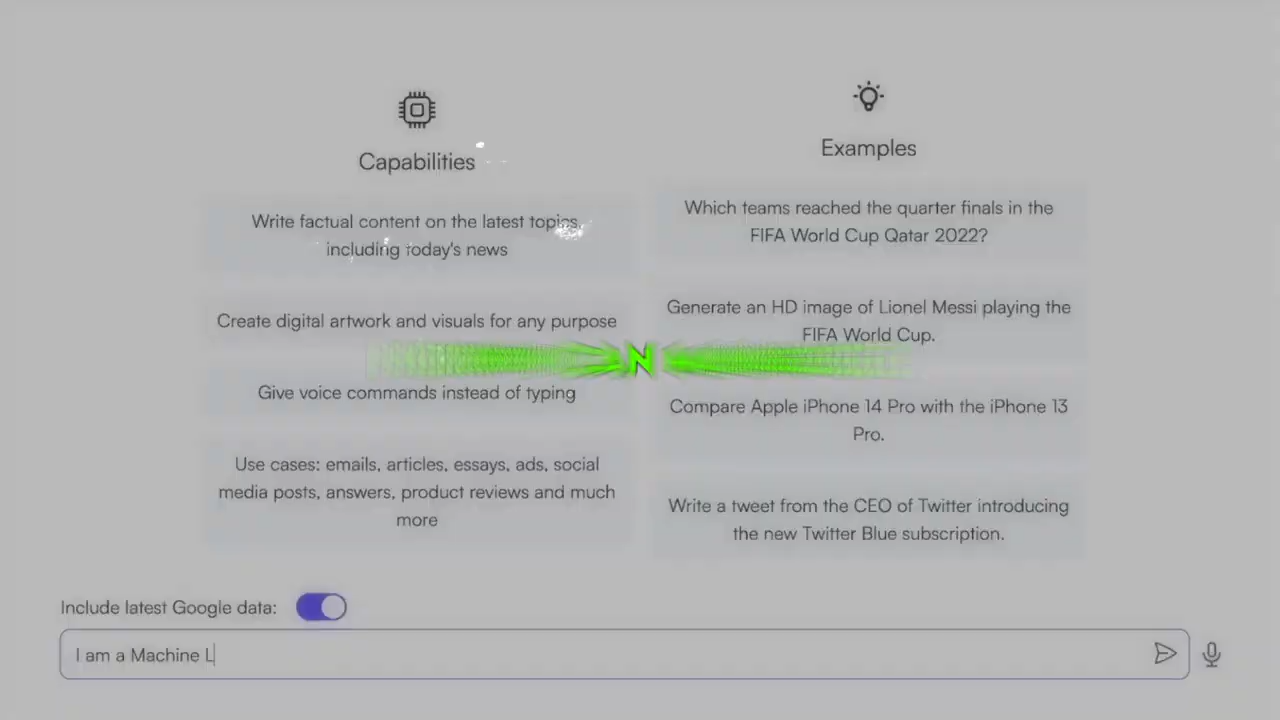 Capabilities
Write factual content on the latest topics,
including today's news
Create digital artwork and visuals for any purpose
Give voice commands instead of typing
Use cases: emails, articles, essays, ads, social
media posts, answers, product reviews and much
more
Examples
Which teams reached the quarter finals in the
FIFA World Cup Qatar 2022?
Generate an HD image of Lionel Messi playing the
FIFA World Cup.
N
Compare Apple iPhone 14 Pro with the iPhone 13
Pro.
Write a tweet from the CEO of Twitter introducing
the new Twitter Blue subscription.
Include latest Google data:
I am a Machine L